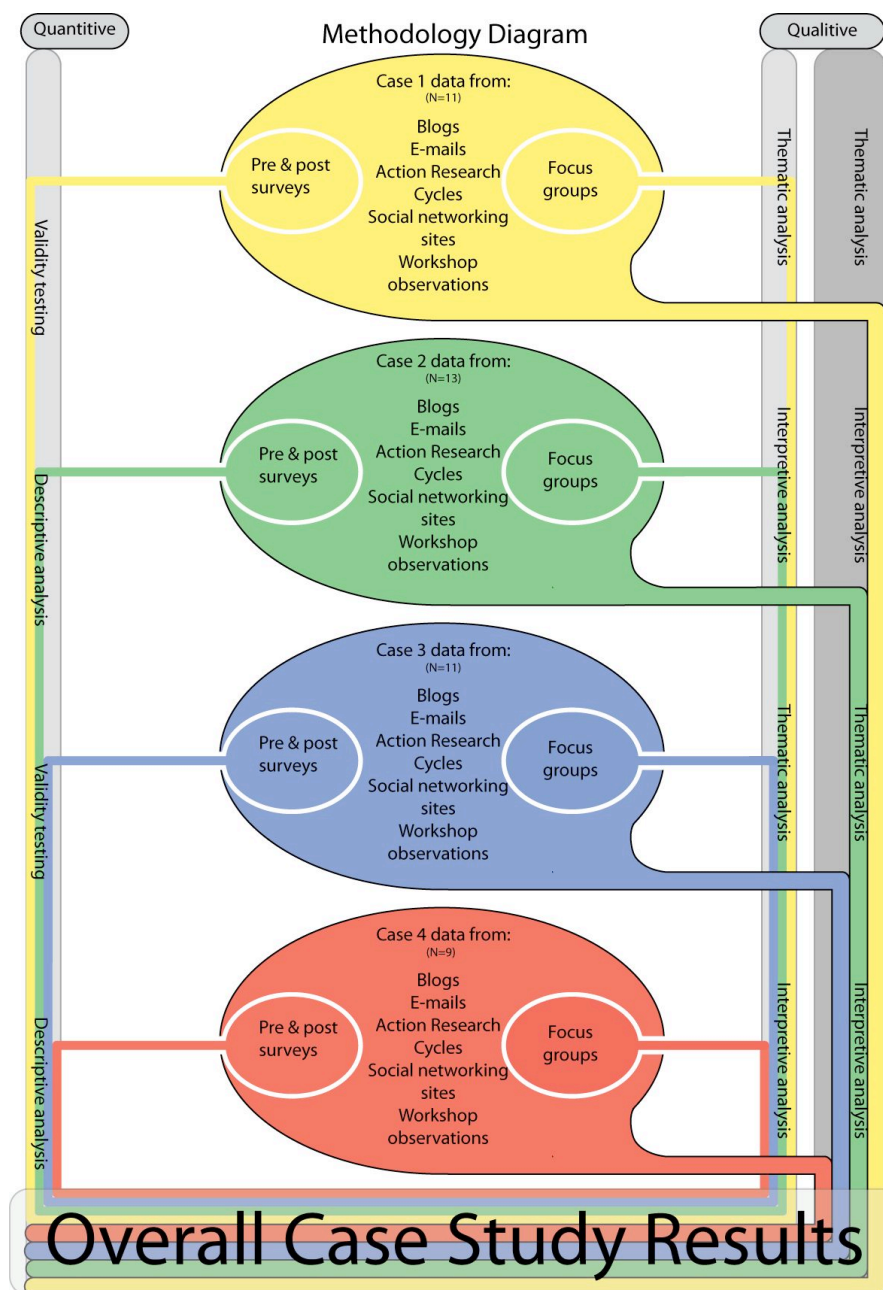 Quantitive
Methodology Diagram
Qualitive
Case 1 data from:
(N=11)
Blogs
E-mails
Action Research
Cycles
Social networking
sites
Workshop
observations
Pre & post
surveys
Focus
groups
Case 2 data from:
(N=13)
Blogs
E-mails
Action Research
Cycles
Social networking
sites
Workshop
observations
Pre & post
surveys
Focus
groups
Case 3 data from:
(N=11)
Blogs
E-mails
Action Research
Cycles
Social networking
sites
Workshop
observations
Pre & post
surveys
Focus
groups
Case 4 data from:
(N=9)
Blogs
E-mails
Action Research
Cycles
Social networking
sites
Workshop
observations
Pre & post
surveys
Focus
groups
Validity testing
Descriptive analysis
Validity testing
Descriptive analysis
Thematic analysis
Interpretive analysis
Thematic analysis
Interpretive analysis
Thematic analysis
Interpretive analysis
Thematic analysis
Interpretive analysis
Overall Case Study Results